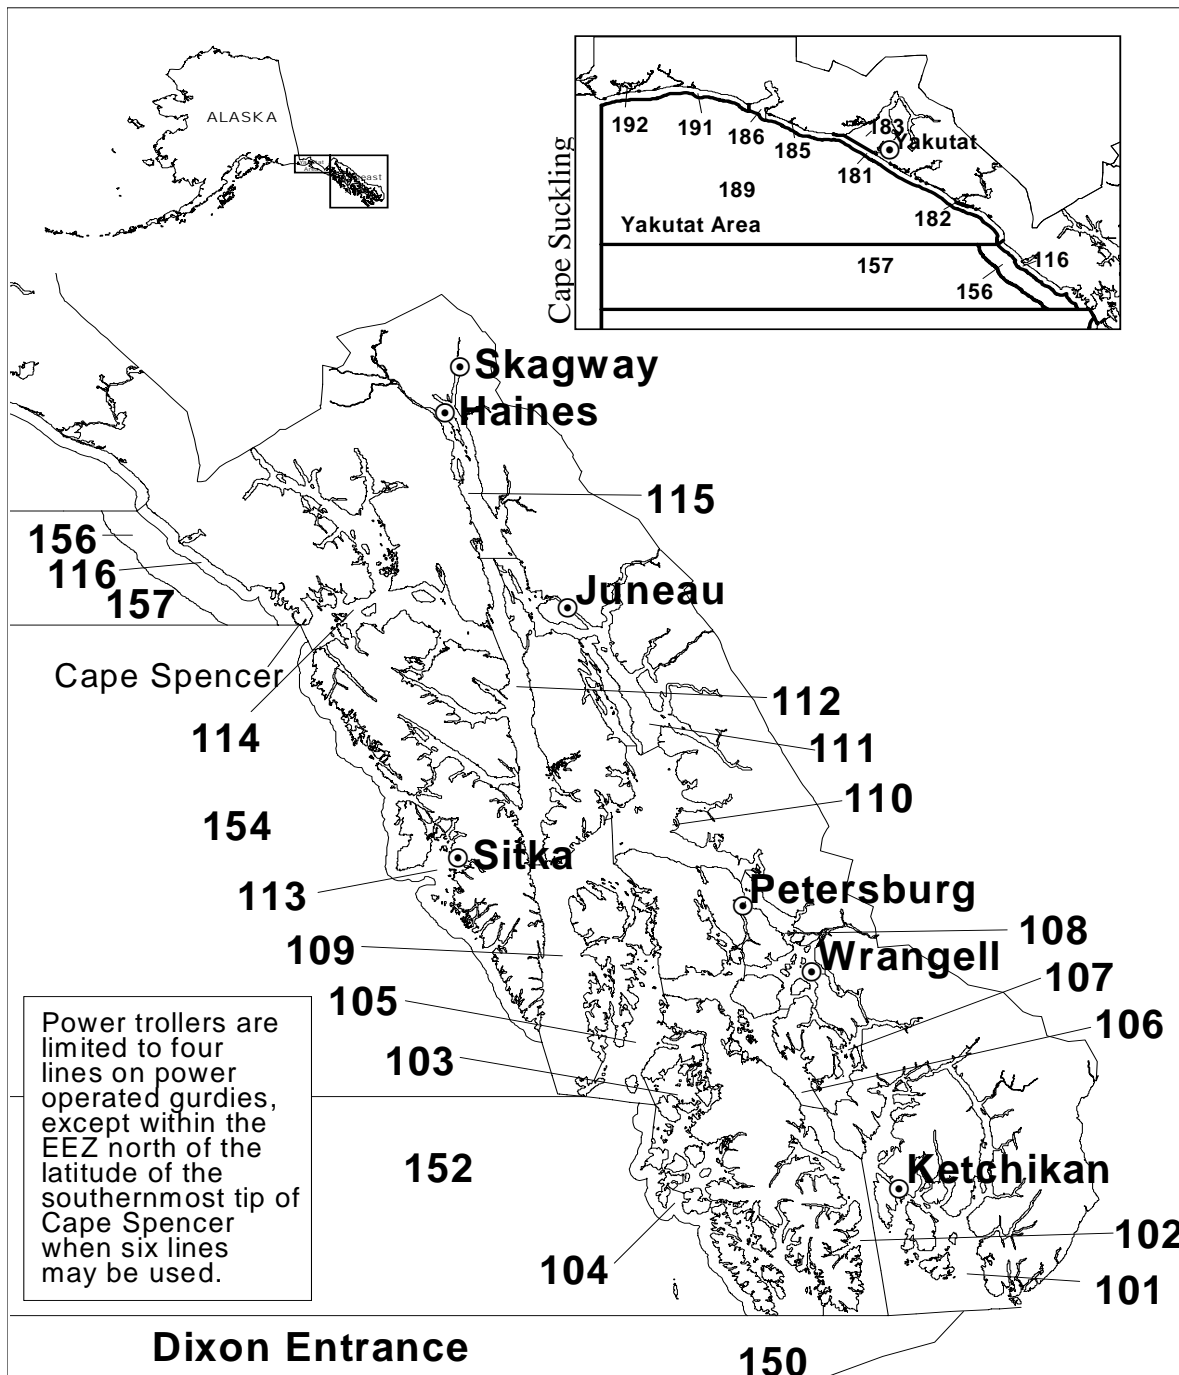 ALASKA
192
191
186
185
183
Yakutat
181
189
182
Yakutat Area
116
157
156
Cape Suckling
Skagway
Haines
115
156
116
157
Juneau
Cape Spencer
112
114
111
110
154
Sitka
113
Petersburg
108
109
Wrangell
107
105
106
103
Power trollers are
limited to four
lines on power
operated gurdies,
except within the
EEZ north of the
latitude of the
southernmost tip of
Cape Spencer
when six lines
may be used.
152
Ketchikan
102
104
101
Dixon Entrance
150